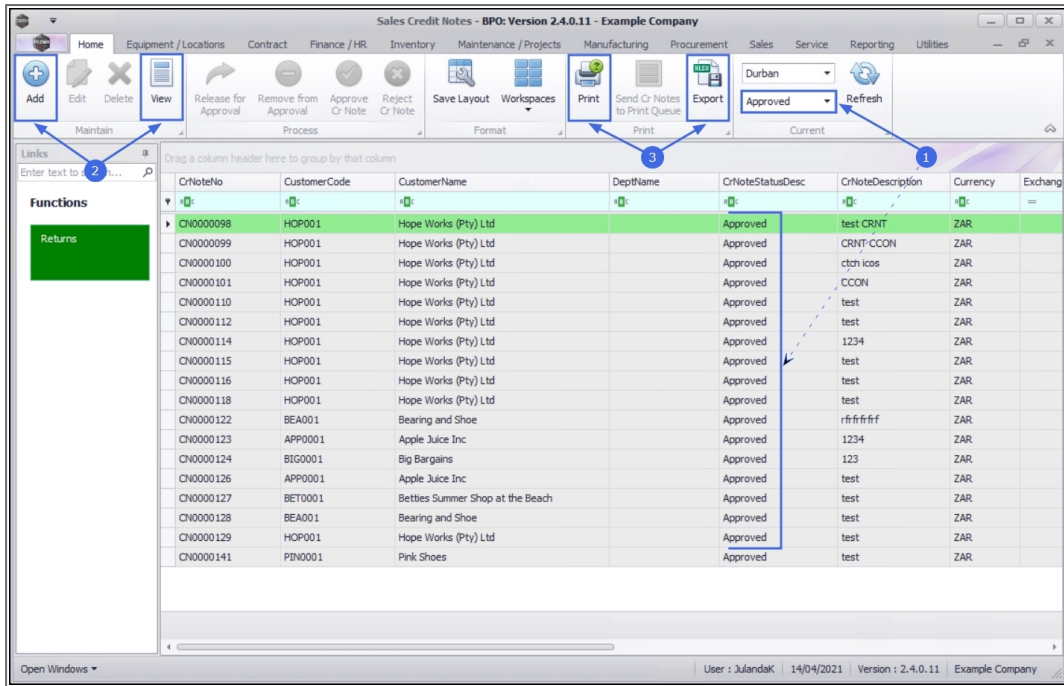 Sales Credit Notes - BPO: Version 2.4.0.11 - Example Company
Home Equipment / Locations Contract Finance / HR Inventory Maintenance / Projects Manufacturing Procurement Sales Service Reporting Utilities
Add Edit Delete View Release for Approval Remove from Approval Approve Cr Note Reject Cr Note Save Layout Workspaces Print Send Cr Notes to Print Queue Export Durban Approved Refresh
Maintain Process Format Print Current
2 3 1
Links
Enter text to s
Drag a column header here to group by that column
Functions
Returns
CrNoteNo CustomerCode CustomerName DeptName CrNoteStatusDesc CrNoteDescription Currency Exchang
CN0000098 HOP001 Hope Works (Pty) Ltd Approved test CRNT ZAR
CN0000099 HOP001 Hope Works (Pty) Ltd Approved CRNT CCON ZAR
CN0000100 HOP001 Hope Works (Pty) Ltd Approved ctcn icos ZAR
CN0000101 HOP001 Hope Works (Pty) Ltd Approved CCON ZAR
CN0000110 HOP001 Hope Works (Pty) Ltd Approved test ZAR
CN0000112 HOP001 Hope Works (Pty) Ltd Approved test ZAR
CN0000114 HOP001 Hope Works (Pty) Ltd Approved 1234 ZAR
CN0000115 HOP001 Hope Works (Pty) Ltd Approved test ZAR
CN0000116 HOP001 Hope Works (Pty) Ltd Approved test ZAR
CN0000118 HOP001 Hope Works (Pty) Ltd Approved test ZAR
CN0000122 BEA001 Bearing and Shoe Approved rfrfrfrfrf ZAR
CN0000123 APP0001 Apple Juice Inc Approved 1234 ZAR
CN0000124 BIG0001 Big Bargains Approved 123 ZAR
CN0000126 APP0001 Apple Juice Inc Approved test ZAR
CN0000127 BET0001 Betties Summer Shop at the Beach Approved test ZAR
CN0000128 BEA001 Bearing and Shoe Approved test ZAR
CN0000129 HOP001 Hope Works (Pty) Ltd Approved test ZAR
CN0000141 PIN0001 Pink Shoes Approved test ZAR
Open Windows User : JulandaK 14/04/2021 Version : 2.4.0.11 Example Company